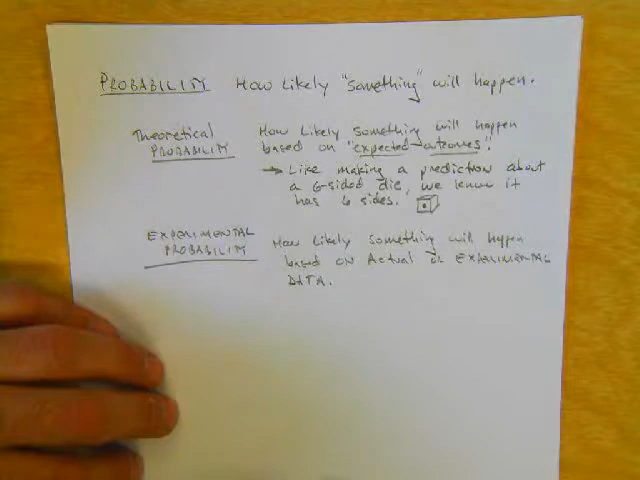 PROBABILITY How Likely "something" will happen.
Theoretical How Likely something will happen
PROBABILITY based on "expected outcomes".
→ Like making a prediction about
a 6-sided die, we know it
has 6 sides.
EXPERIMENTAL How Likely something will happen
PROBABILITY based ON Actual or EXPERIMENTAL
DATA.